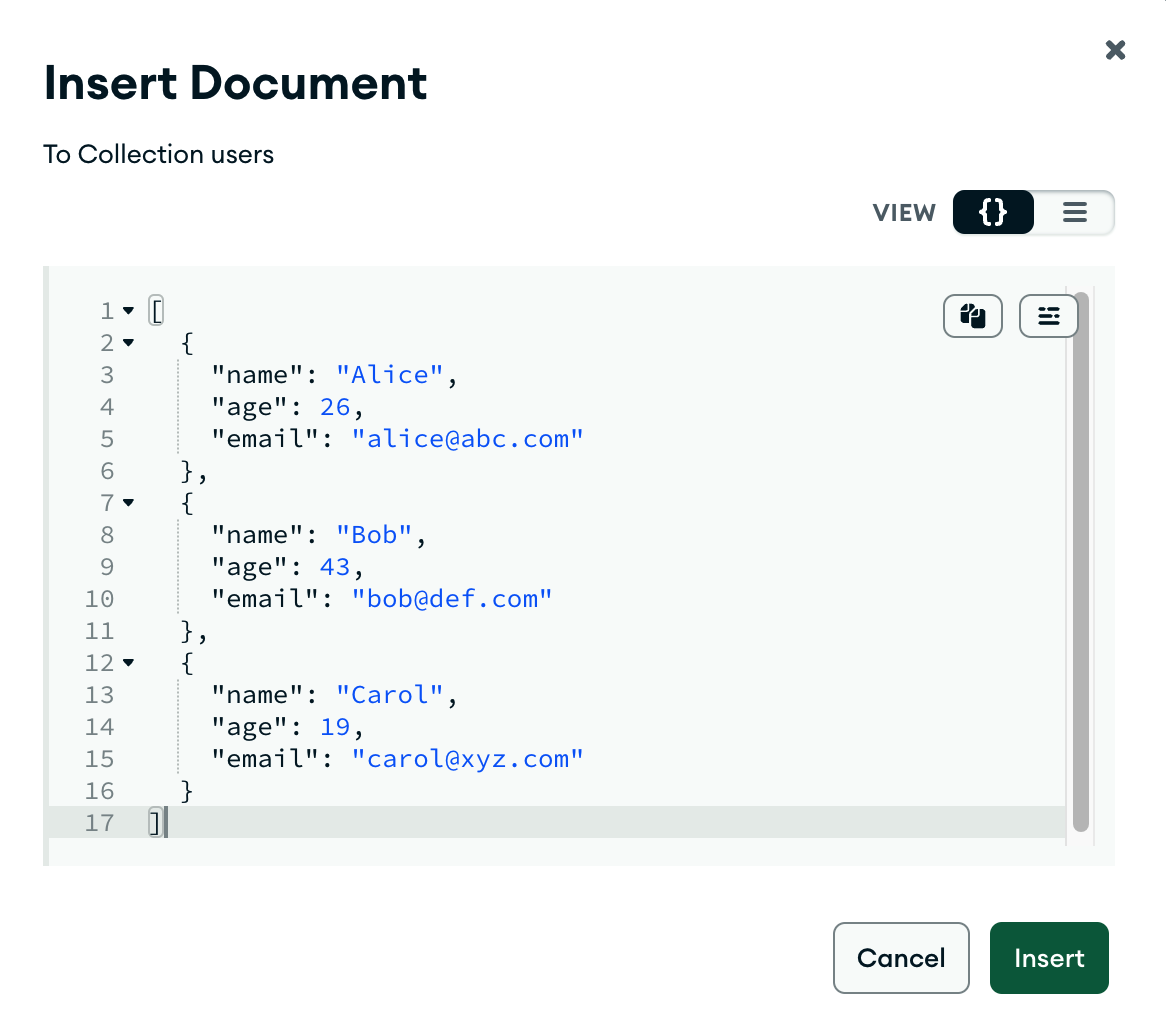 Insert Document
To Collection users
VIEW {}
1 [
2 {
3 "name": "Alice",
4 "age": 26,
5 "email": "alice@abc.com"
6 },
7 {
8 "name": "Bob",
9 "age": 43,
10 "email": "bob@def.com"
11 },
12 {
13 "name": "Carol",
14 "age": 19,
15 "email": "carol@xyz.com"
16 }
17 ]
Cancel Insert